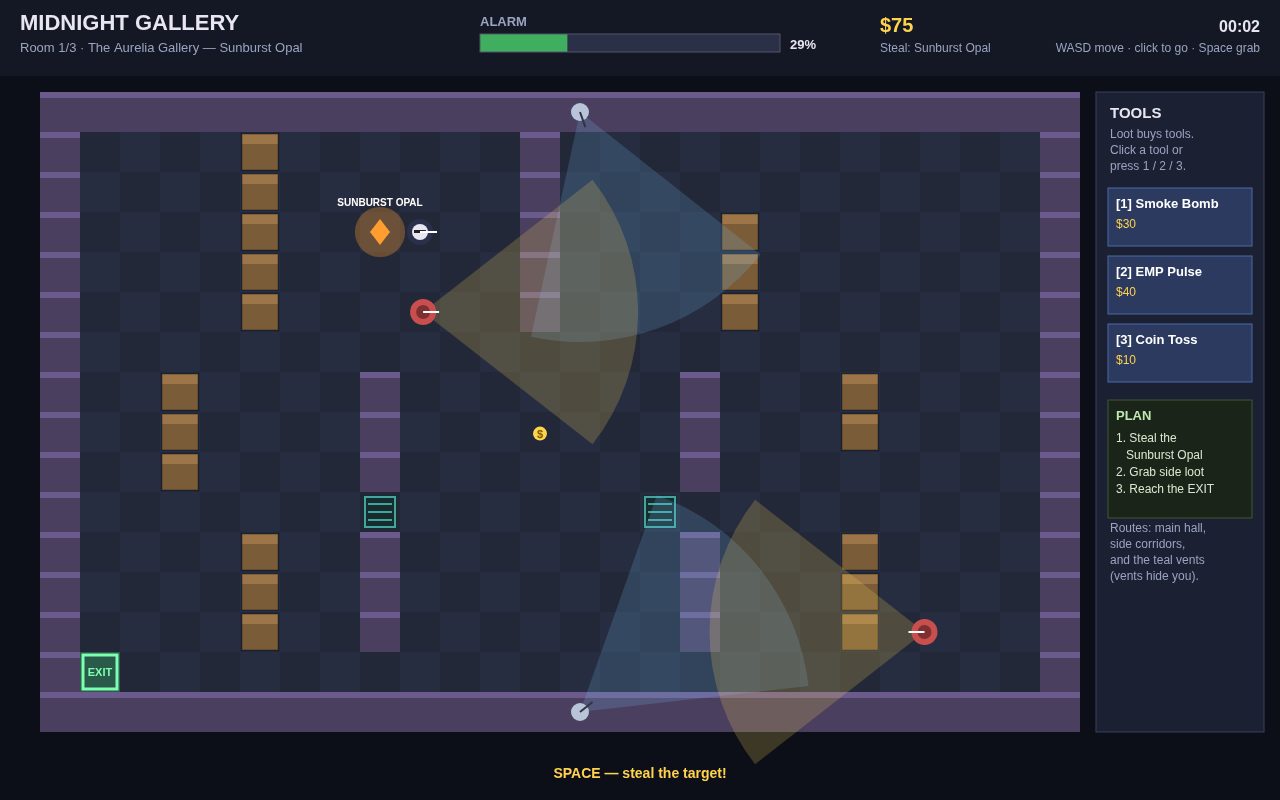 MIDNIGHT GALLERY
Room 1/3 · The Aurelia Gallery — Sunburst Opal
ALARM
29%
$75
Steal: Sunburst Opal
00:02
WASD move · click to go · Space grab
TOOLS
Loot buys tools.
Click a tool or
press 1 / 2 / 3.
[1] Smoke Bomb
$30
[2] EMP Pulse
$40
[3] Coin Toss
$10
PLAN
1. Steal the
Sunburst Opal
2. Grab side loot
3. Reach the EXIT
Routes: main hall,
side corridors,
and the teal vents
(vents hide you).
SUNBURST OPAL
$
EXIT
SPACE — steal the target!